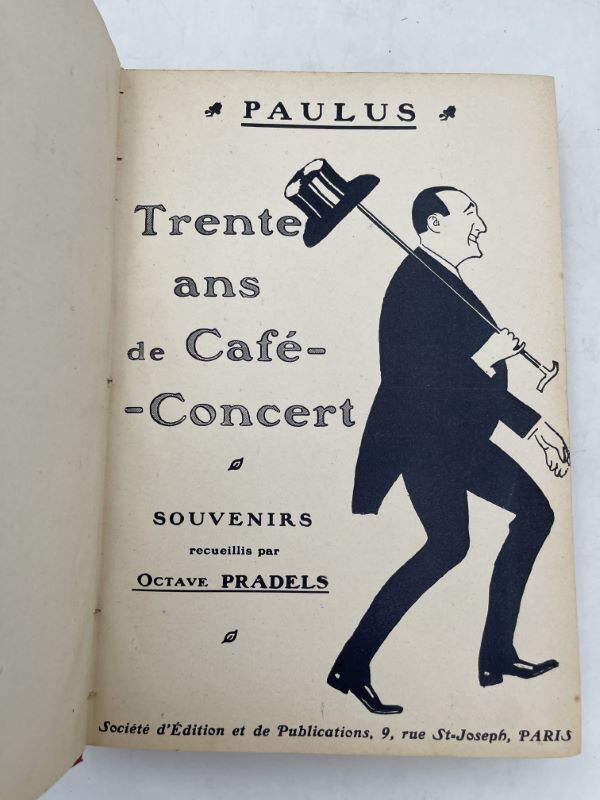 PAULUS
Trente
ans
de Café-
-Concert
SOUVENIRS
recueillis par
OCTAVE PRADELS
Société d'Édition et de Publications, 9, rue St-Joseph, PARIS